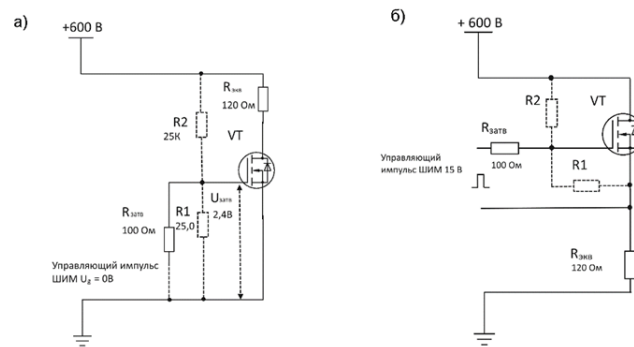 а)
+600 В
Rэкв
120 Ом
R2
25К
VT
Uзатв
2,4В
Rзатв
100 Ом
R1
25,0
Управляющий импульс
ШИМ Ug = 0В
б)
+ 600 В
R2
VT
Rзатв
100 Ом
Управляющий
импульс ШИМ 15 В
R1
Rэкв
120 Ом